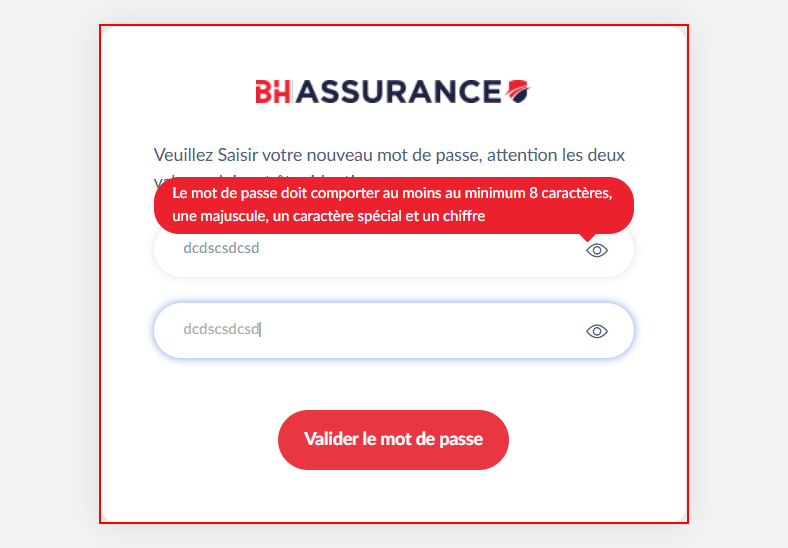 BH ASSURANCE
Veuillez Saisir votre nouveau mot de passe, attention les deux
Le mot de passe doit comporter au moins au minimum 8 caractères,
une majuscule, un caractère spécial et un chiffre
dcdscsdcsd
dcdscsdcsd
Valider le mot de passe